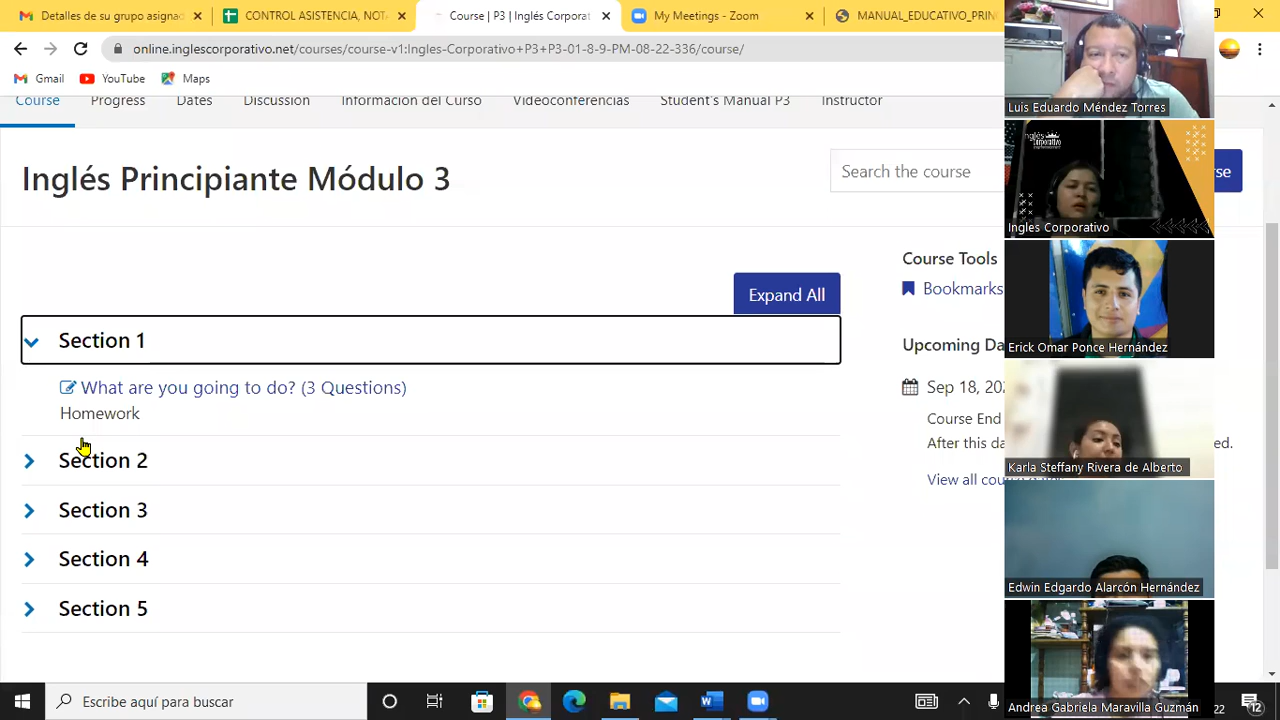 Detalles de su grupo asignad
CONTROL ASISTENCIA, NOT
Course | P3 | Inglés Corporat
My Meetings - Zoom
MANUAL_EDUCATIVO_PRIN
online.inglescorporativo.net/courses/course-v1:Ingles-Corporativo+P3+P3-01-8-9-PM-08-22-336/course/
Gmail
YouTube
Maps
Course
Progress
Dates
Discussion
Información del Curso
Videoconferencias
Student's Manual P3
Instructor
Inglés Principiante Módulo 3
Search the course
se
Expand All
Section 1
What are you going to do? (3 Questions)
Homework
Section 2
Section 3
Section 4
Section 5
Course Tools
Bookmarks
Upcoming Da
Sep 18, 20
Course End
After this da
ed.
View all cou
Luis Eduardo Méndez Torres
Inglés
Corporativo
Ingles Corporativo
Erick Omar Ponce Hernández
Karla Steffany Rivera de Alberto
Edwin Edgardo Alarcón Hernández
Andrea Gabriela Maravilla Guzmán
Escribe aquí para buscar
22
12